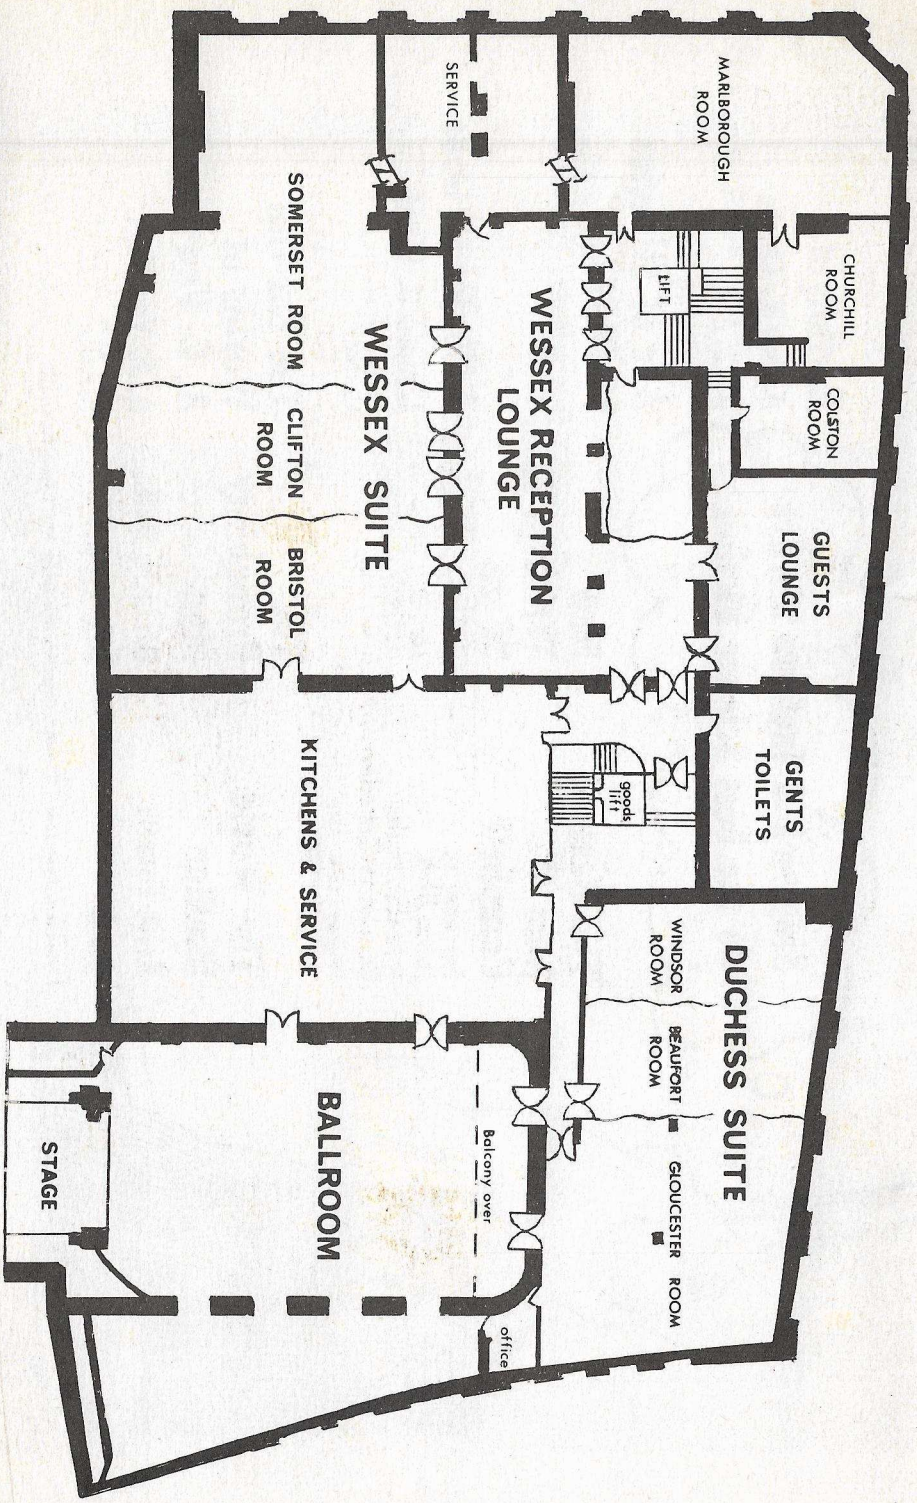 MARLBOROUGH
ROOM
CHURCHILL
ROOM
COLSTON
ROOM
GUESTS
LOUNGE
GENTS
TOILETS
DUCHESS SUITE
WINDSOR
ROOM
BEAUFORT
ROOM
GLOUCESTER ROOM
LIFT
goods
lift
SERVICE
WESSEX RECEPTION
LOUNGE
WESSEX SUITE
SOMERSET ROOM
CLIFTON
ROOM
BRISTOL
ROOM
KITCHENS & SERVICE
Balcony over
office
BALLROOM
STAGE